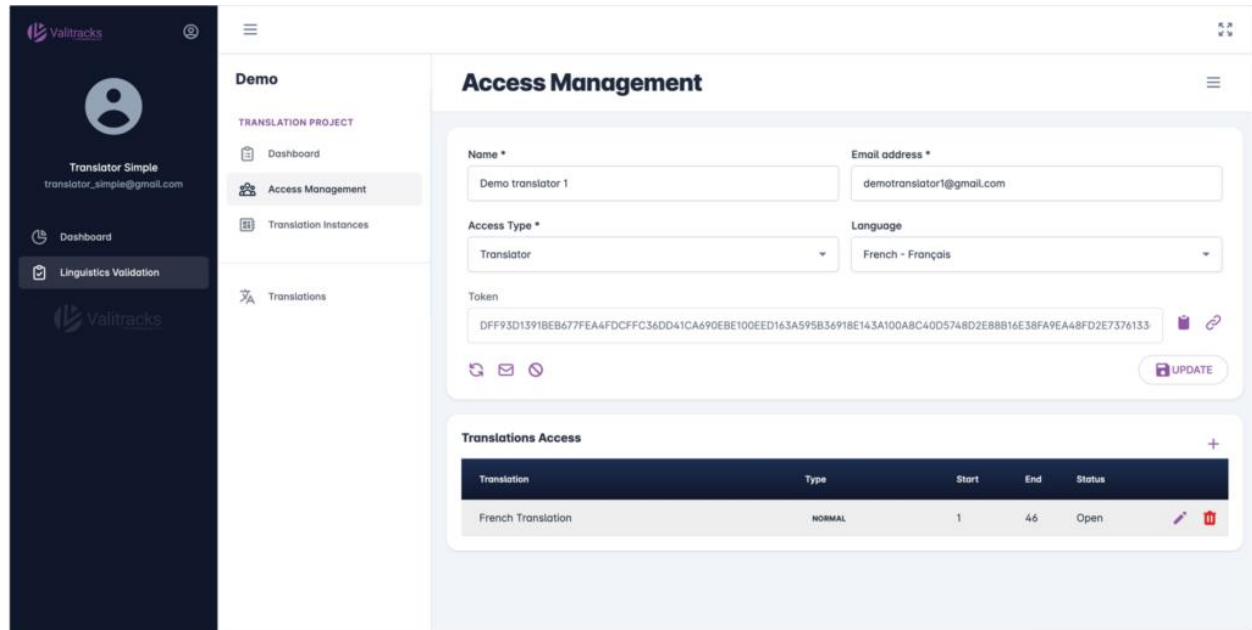 Valitracks
Translator Simple
translator_simple@gmail.com
Dashboard
Linguistics Validation
Valitracks
Demo
TRANSLATION PROJECT
Dashboard
Access Management
Translation Instances
Translations
Access Management
Name *
Email address *
Demo translator 1
demotranslator1@gmail.com
Access Type *
Language
Translator
French - Français
Token
DFF93D1391BEB677FEA4FDCFFC36DD41CA690EBE100EED163A595B36918E143A100A8C40D5748D2E88B16E38FA9EA48FD2E7376133
UPDATE
Translations Access
Translation Type Start End Status
French Translation NORMAL 1 46 Open